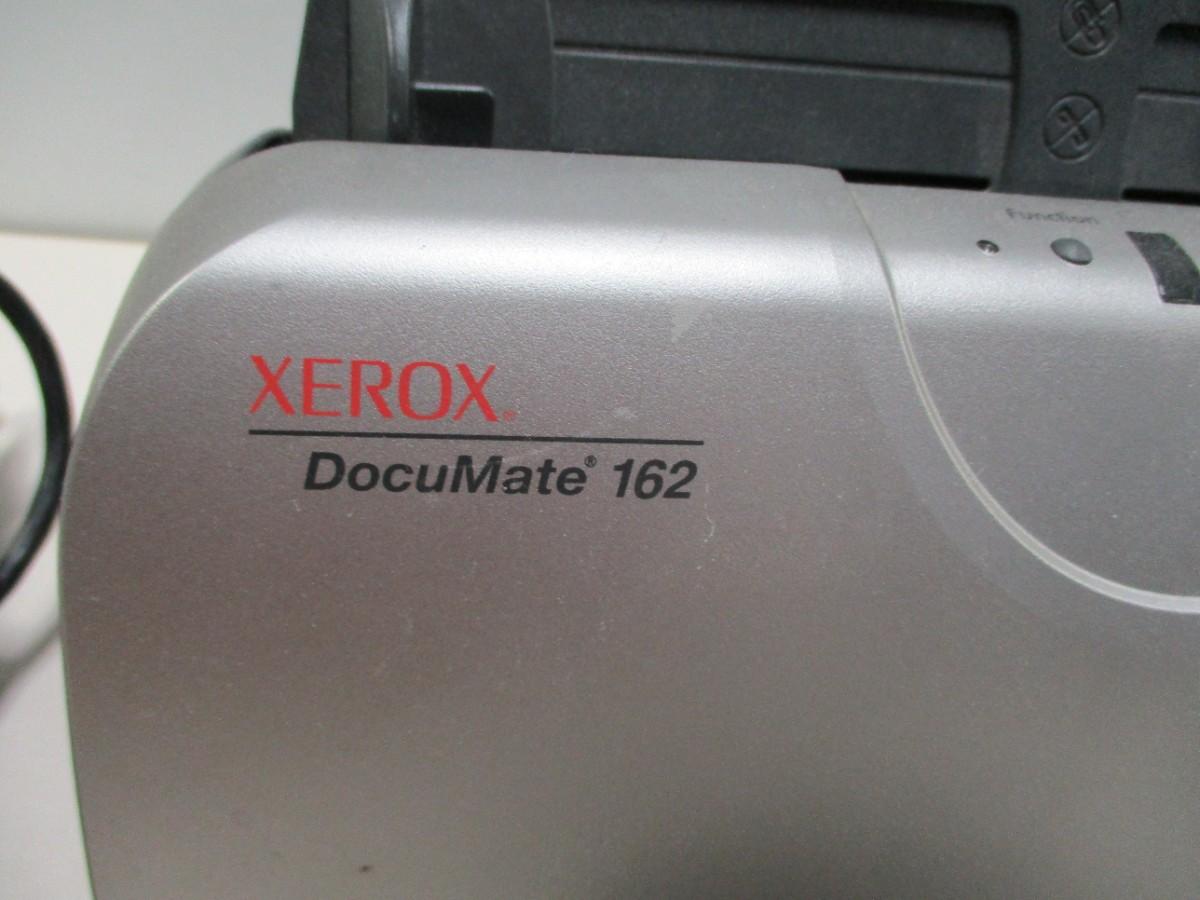 Function
XEROX®
DocuMate® 162